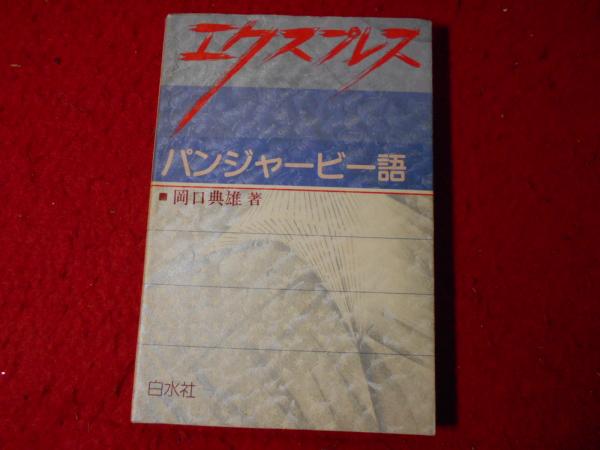 エクスプレス
パンジャービー語
■岡口典雄 著
白水社